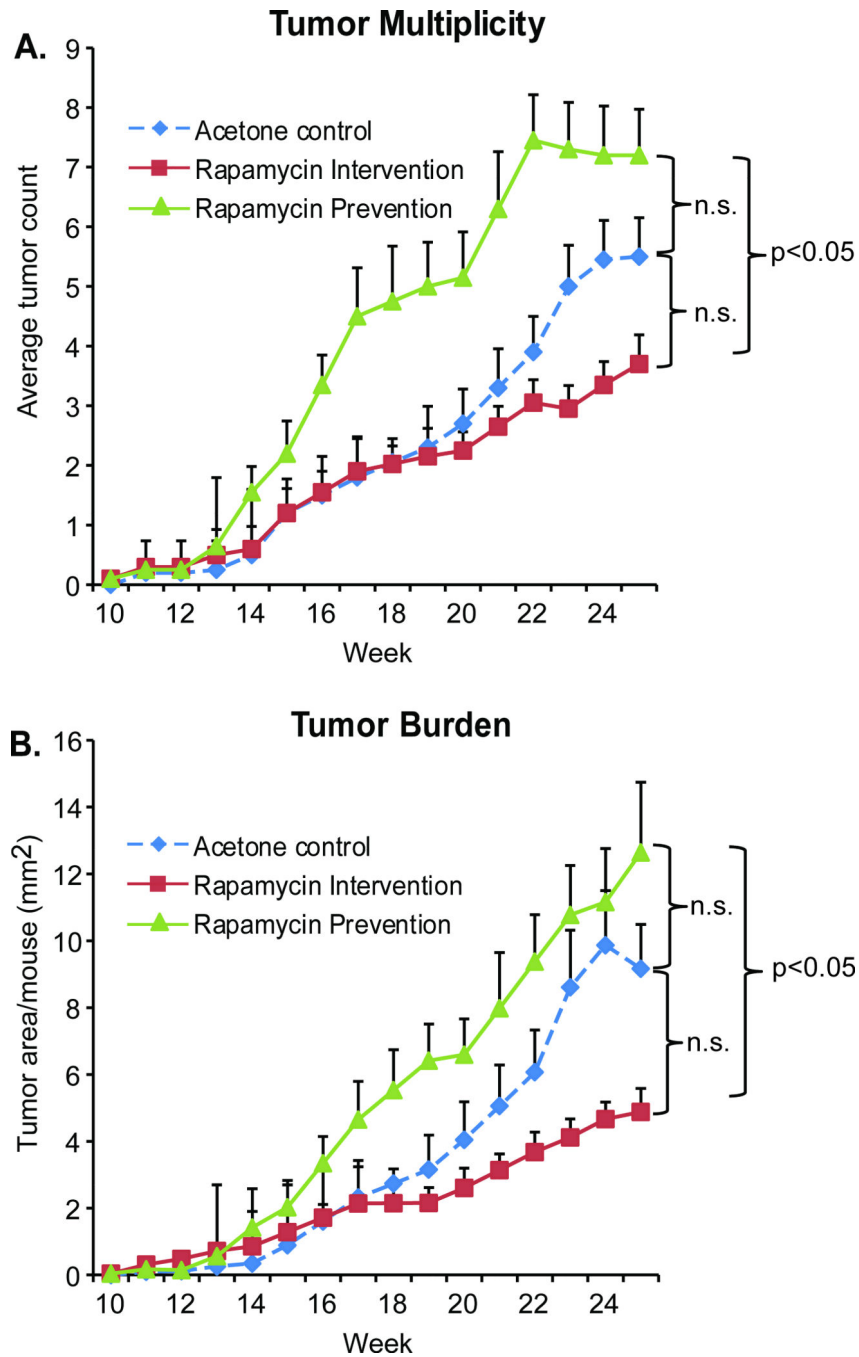 Tumor Multiplicity
A.
9
8
7
6
5
4
3
2
1
0
Average tumor count
Acetone control
Rapamycin Intervention
Rapamycin Prevention
n.s.
p<0.05
n.s.
10 12 14 16 18 20 22 24
Week
Tumor Burden
B.
16
14
12
10
8
6
4
2
0
Tumor area/mouse (mm2)
Acetone control
Rapamycin Intervention
Rapamycin Prevention
n.s.
p<0.05
n.s.
10 12 14 16 18 20 22 24
Week